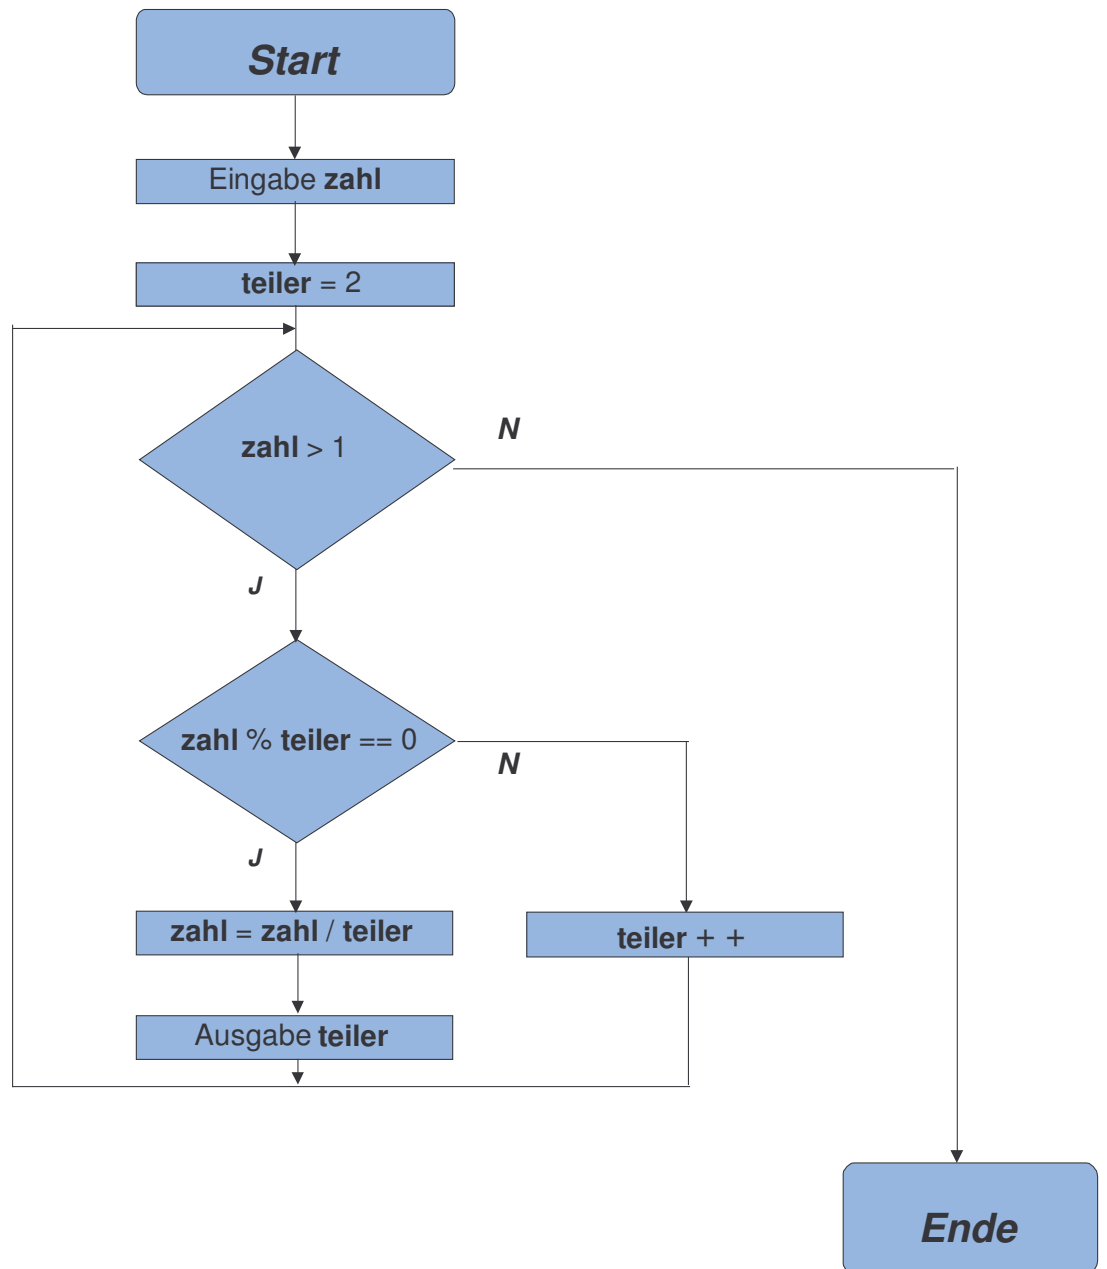 Start
Eingabe zahl
teiler = 2
zahl > 1
N
J
zahl % teiler == 0
N
J
zahl = zahl / teiler
teiler + +
Ausgabe teiler
Ende